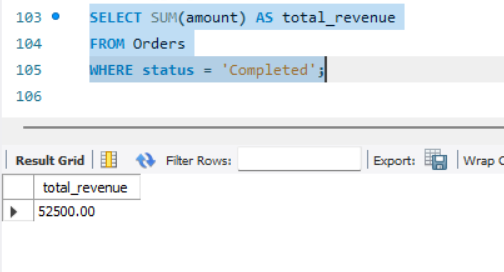 103 SELECT SUM(amount) AS total_revenue
104 FROM Orders
105 WHERE status = 'Completed';
106
Result Grid Filter Rows: Export: Wrap C
total_revenue
52500.00